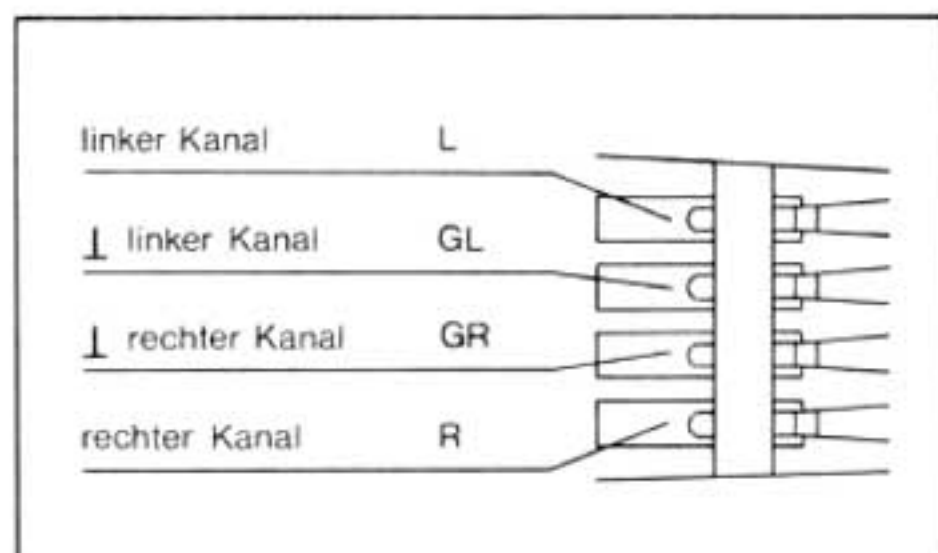 linker Kanal L
⊥ linker Kanal GL
⊥ rechter Kanal GR
rechter Kanal R